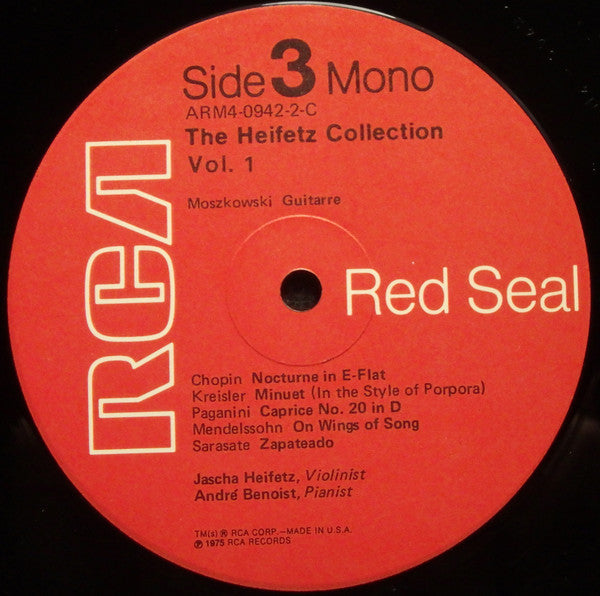 Side 3 Mono
ARM4-0942-2-C
The Heifetz Collection
Vol. 1
Moszkowski Guitarre
RCA
Red Seal
Chopin Nocturne in E-Flat
Kreisler Minuet (In the Style of Porpora)
Paganini Caprice No. 20 in D
Mendelssohn On Wings of Song
Sarasate Zapateado
Jascha Heifetz, Violinist
André Benoist, Pianist
TM(s) ® RCA CORP.—MADE IN U.S.A.
℗ 1975 RCA RECORDS